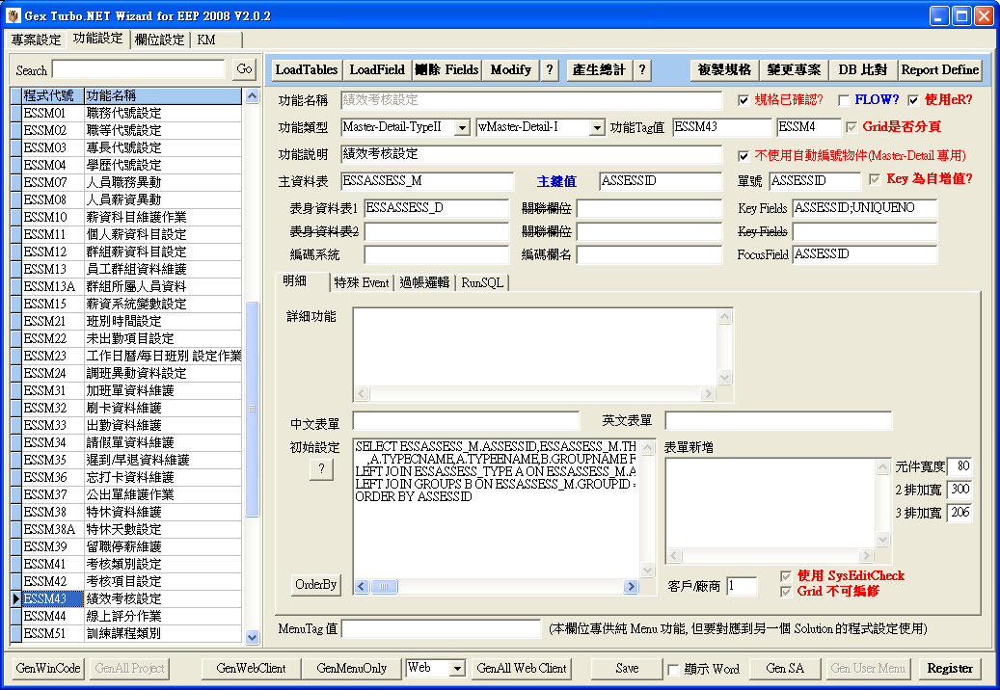 Gex Turbo.NET Wizard for EEP 2008 V2.0.2
專案設定 功能設定 欄位設定 KM
Search Go
LoadTables LoadField 刪除 Fields Modify ? 產生總計 ? 複製規格 變更專案 DB 比對 Report Define
程式代號 功能名稱
ESSM01 職務代號設定
ESSM02 職等代號設定
ESSM03 專長代號設定
ESSM04 學歷代號設定
ESSM07 人員職務異動
ESSM08 人員薪資異動
ESSM10 薪資科目維護作業
ESSM11 個人薪資科目設定
ESSM12 群組薪資科目設定
ESSM13 員工群組資料維護
ESSM13A 群組所屬人員資料
ESSM15 薪資系統變數設定
ESSM21 班別時間設定
ESSM22 未出勤項目設定
ESSM23 工作日曆/每日班別 設定作業
ESSM24 調班異動資料設定
ESSM31 加班單資料維護
ESSM32 刷卡資料維護
ESSM33 出勤資料維護
ESSM34 請假單資料維護
ESSM35 遲到/早退資料維護
ESSM36 忘打卡資料維護
ESSM37 公出單維護作業
ESSM38 特休資料維護
ESSM38A 特休天數設定
ESSM39 留職停薪維護
ESSM41 考核類別設定
ESSM42 考核項目設定
ESSM43 績效考核設定
ESSM44 線上評分作業
ESSM51 訓練課程類別
功能名稱 績效考核設定 規格已確認? FLOW? 使用eR?
功能類型 Master-Detail-TypeII wMaster-Detail-I 功能Tag值 ESSM43 ESSM4 Grid是否分頁
功能說明 績效考核設定 不使用自動編號物件(Master-Detail 專用)
主資料表 ESSASSESS_M 主鍵值 ASSESSID 單號 ASSESSID Key 為自增值?
表身資料表1 ESSASSESS_D 關聯欄位 Key Fields ASSESSID;UNIQUENO
表身資料表2 關聯欄位 Key Fields
編碼系統 編碼欄名 FocusField ASSESSID
明細 特殊 Event 過帳邏輯 RunSQL
詳細功能
中文表單 英文表單
初始設定 ?
SELECT ESSASSESS_M.ASSESSID,ESSASSESS_M.TH
,A.TYPECNAME,A.TYPEENAME,B.GROUPNAME F
LEFT JOIN ESSASSESS_TYPE A ON ESSASSESS_M.A
LEFT JOIN GROUPS B ON ESSASSESS_M.GROUPID =
ORDER BY ASSESSID
OrderBy
表單新增
元件寬度 80
2 排加寬 300
3 排加寬 206
客戶/廠商 1 使用 SysEditCheck
Grid 不可編修
MenuTag 值 (本欄位專供純 Menu 功能, 但要對應到另一個 Solution 的程式設定使用)
GenWinCode GenAll Project GenWebClient GenMenuOnly Web GenAll Web Client Save 顯示 Word Gen SA Gen User Menu Register